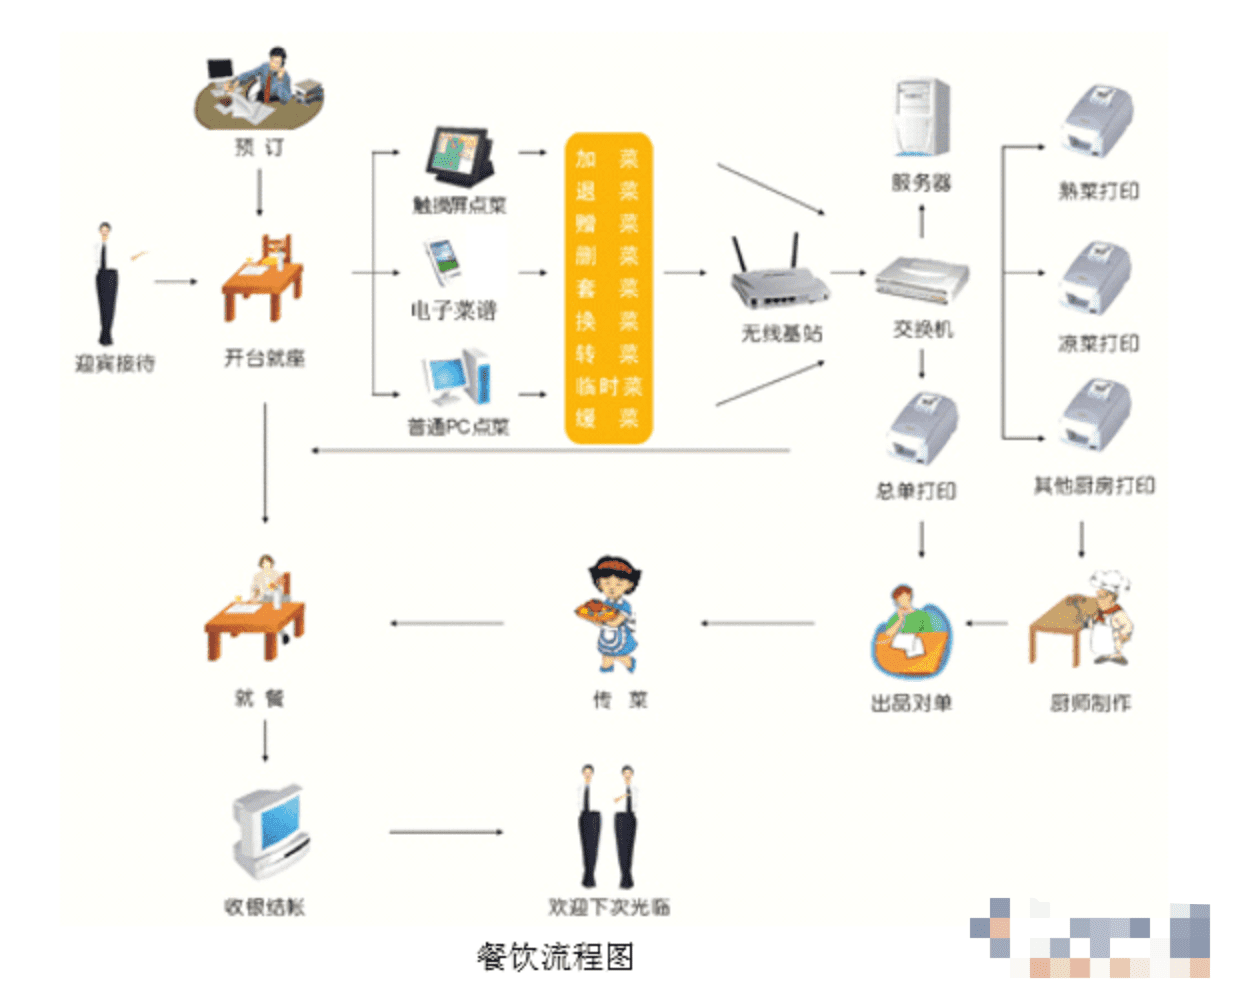 预 订
迎宾接待
开台就座
触摸屏点菜
电子菜谱
普通PC点菜
加 菜
退 菜
赠 菜
删 菜
套 菜
换 菜
转 菜
临时菜
缓 菜
无线基站
服务器
交换机
总单打印
熟菜打印
凉菜打印
其他厨房打印
就 餐
传 菜
出品对单
厨师制作
收银结帐
欢迎下次光临
餐饮流程图